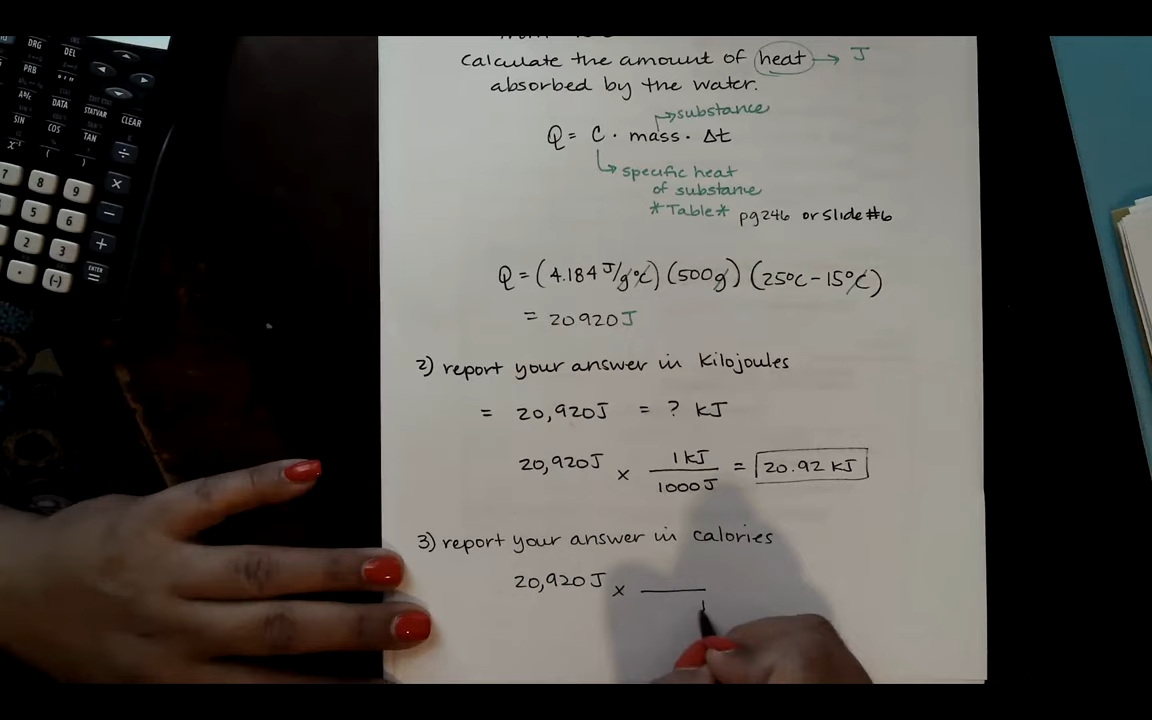 Calculate the amount of heat → J
absorbed by the water.
→ substance
Q = C · mass · Δt
↳ specific heat
of substance
*Table* pg 246 or Slide #6
Q = (4.184 J/g°C) (500g) (25°C - 15°C)
= 20920 J
2) report your answer in Kilojoules
= 20,920 J = ? KJ
20,920 J × 1 KJ / 1000 J = 20.92 KJ
3) report your answer in calories
20,920 J ×
DRG
DEL
PRB
A b/c
DATA
STATVAR
CLEAR
SIN
COS
TAN
÷
( )
7 8 9 ×
5 6 −
2 3 +
. (-) ENTER =